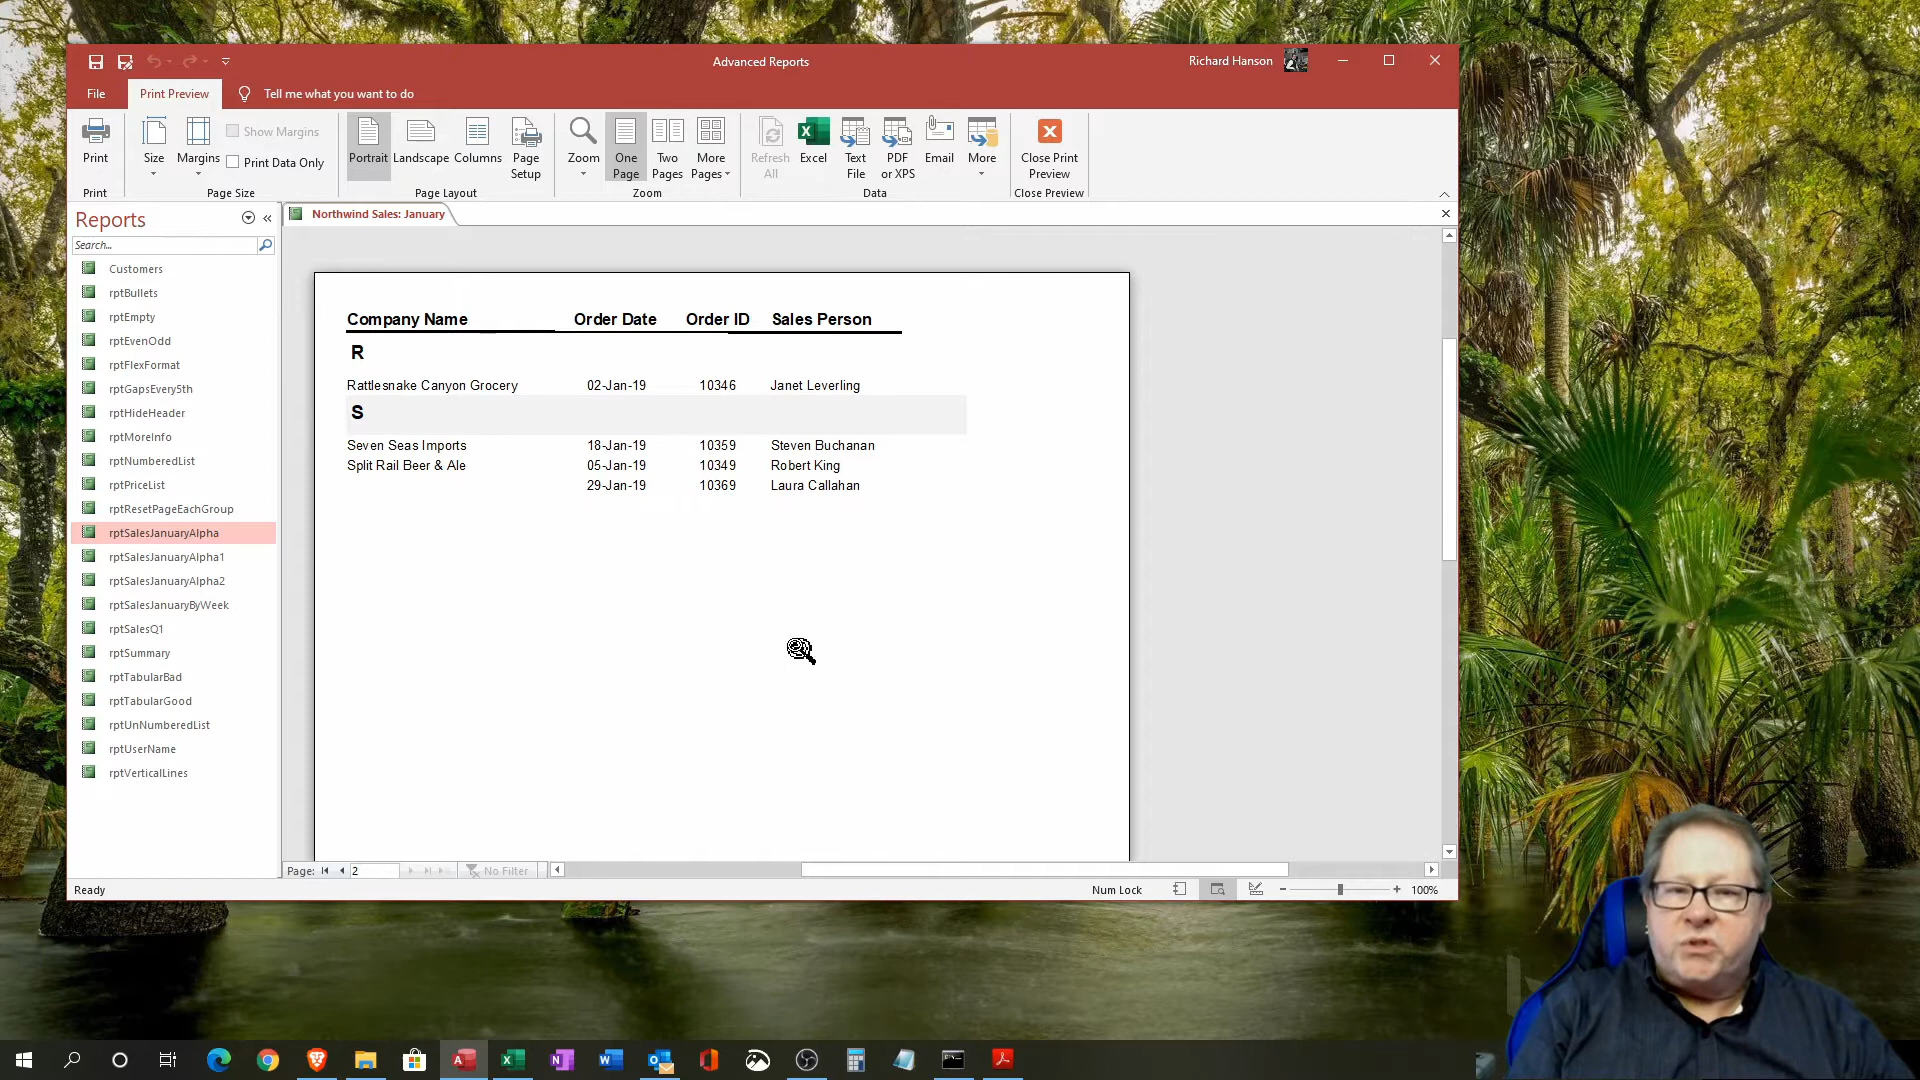 Advanced Reports
Richard Hanson
File
Print Preview
Tell me what you want to do
Print
Size
Margins
Show Margins
Print Data Only
Portrait
Landscape
Columns
Page Setup
Zoom
One Page
Two Pages
More Pages
Refresh All
Excel
Text File
PDF or XPS
Email
More
Close Print Preview
Print
Page Size
Page Layout
Zoom
Data
Close Preview
Reports
Search...
Customers
rptBullets
rptEmpty
rptEvenOdd
rptFlexFormat
rptGapsEvery5th
rptHideHeader
rptMoreInfo
rptNumberedList
rptPriceList
rptResetPageEachGroup
rptSalesJanuaryAlpha
rptSalesJanuaryAlpha1
rptSalesJanuaryAlpha2
rptSalesJanuaryByWeek
rptSalesQ1
rptSummary
rptTabularBad
rptTabularGood
rptUnNumberedList
rptUserName
rptVerticalLines
Northwind Sales: January
Company Name Order Date Order ID Sales Person
R
Rattlesnake Canyon Grocery 02-Jan-19 10346 Janet Leverling
S
Seven Seas Imports 18-Jan-19 10359 Steven Buchanan
Split Rail Beer & Ale 05-Jan-19 10349 Robert King
29-Jan-19 10369 Laura Callahan
Page: 2 No Filter
Ready
Num Lock
100%